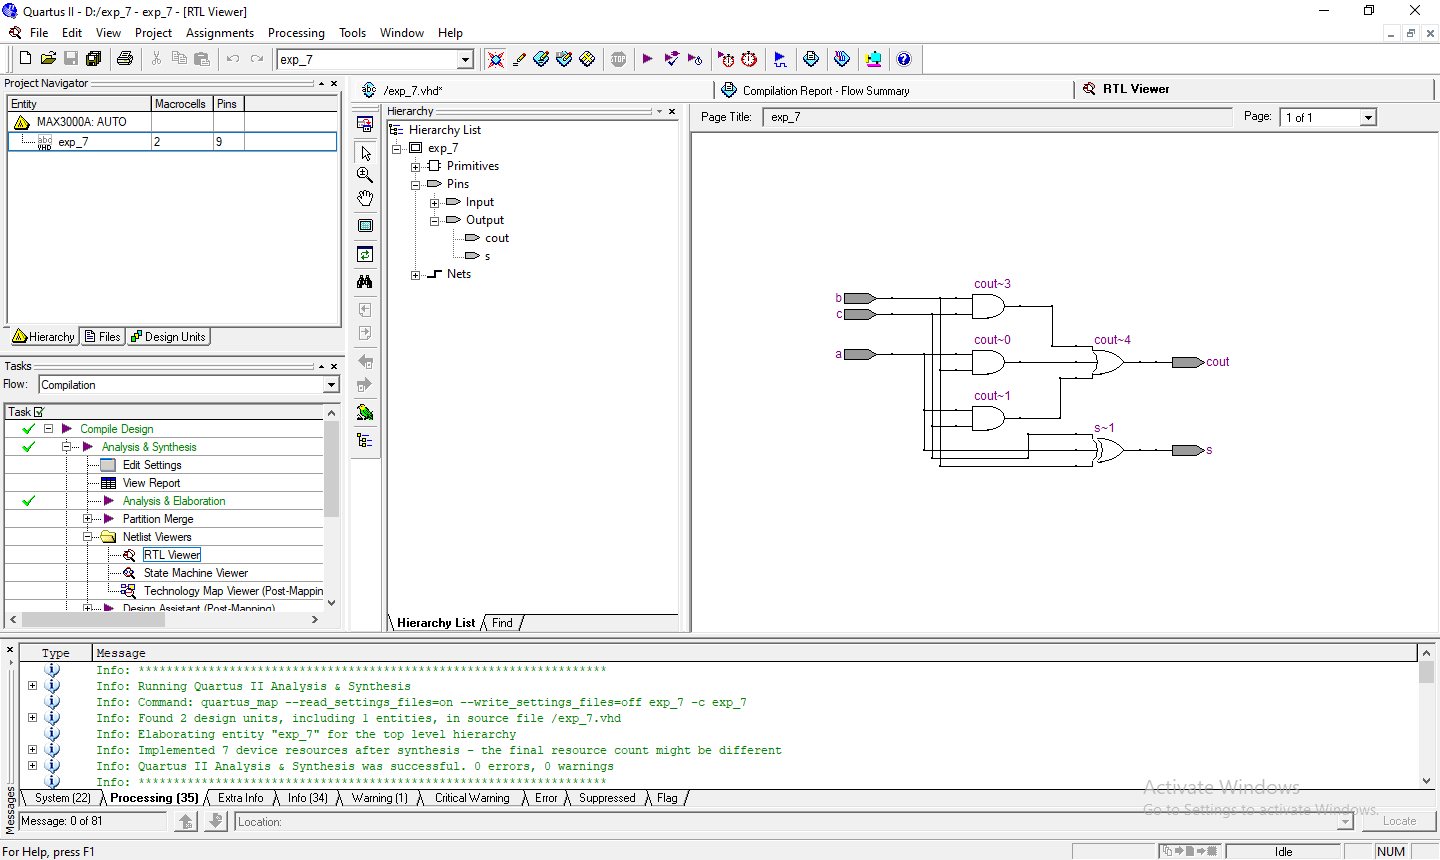 Quartus II - D:/exp_7 - exp_7 - [RTL Viewer]
File Edit View Project Assignments Processing Tools Window Help
exp_7
STOP
Project Navigator
Entity Macrocells Pins
MAX3000A: AUTO
abc VHD exp_7 2 9
Hierarchy Files Design Units
Tasks
Flow: Compilation
Task
Compile Design
Analysis & Synthesis
Edit Settings
View Report
Analysis & Elaboration
Partition Merge
Netlist Viewers
RTL Viewer
State Machine Viewer
Technology Map Viewer (Post-Mappin
Design Assistant (Post-Mapping)
/exp_7.vhd*
Compilation Report - Flow Summary
RTL Viewer
Hierarchy
Hierarchy List
exp_7
Primitives
Pins
Input
Output
cout
s
Nets
Hierarchy List Find
Page Title: exp_7 Page: 1 of 1
cout~3
b
c
cout~0
cout~4
a
cout
cout~1
s~1
s
Type Message
Info: *******************************************************************
Info: Running Quartus II Analysis & Synthesis
Info: Command: quartus_map --read_settings_files=on --write_settings_files=off exp_7 -c exp_7
Info: Found 2 design units, including 1 entities, in source file /exp_7.vhd
Info: Elaborating entity "exp_7" for the top level hierarchy
Info: Implemented 7 device resources after synthesis - the final resource count might be different
Info: Quartus II Analysis & Synthesis was successful. 0 errors, 0 warnings
Info: *******************************************************************
System (22) Processing (35) Extra Info Info (34) Warning (1) Critical Warning Error Suppressed Flag
Messages
Message: 0 of 81 Location: Locate
Activate Windows
Go to Settings to activate Windows.
For Help, press F1 Idle NUM